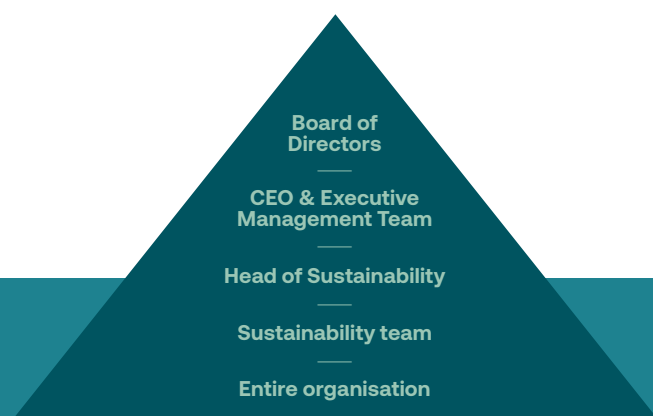 Board of
Directors
CEO & Executive
Management Team
Head of Sustainability
Sustainability team
Entire organisation